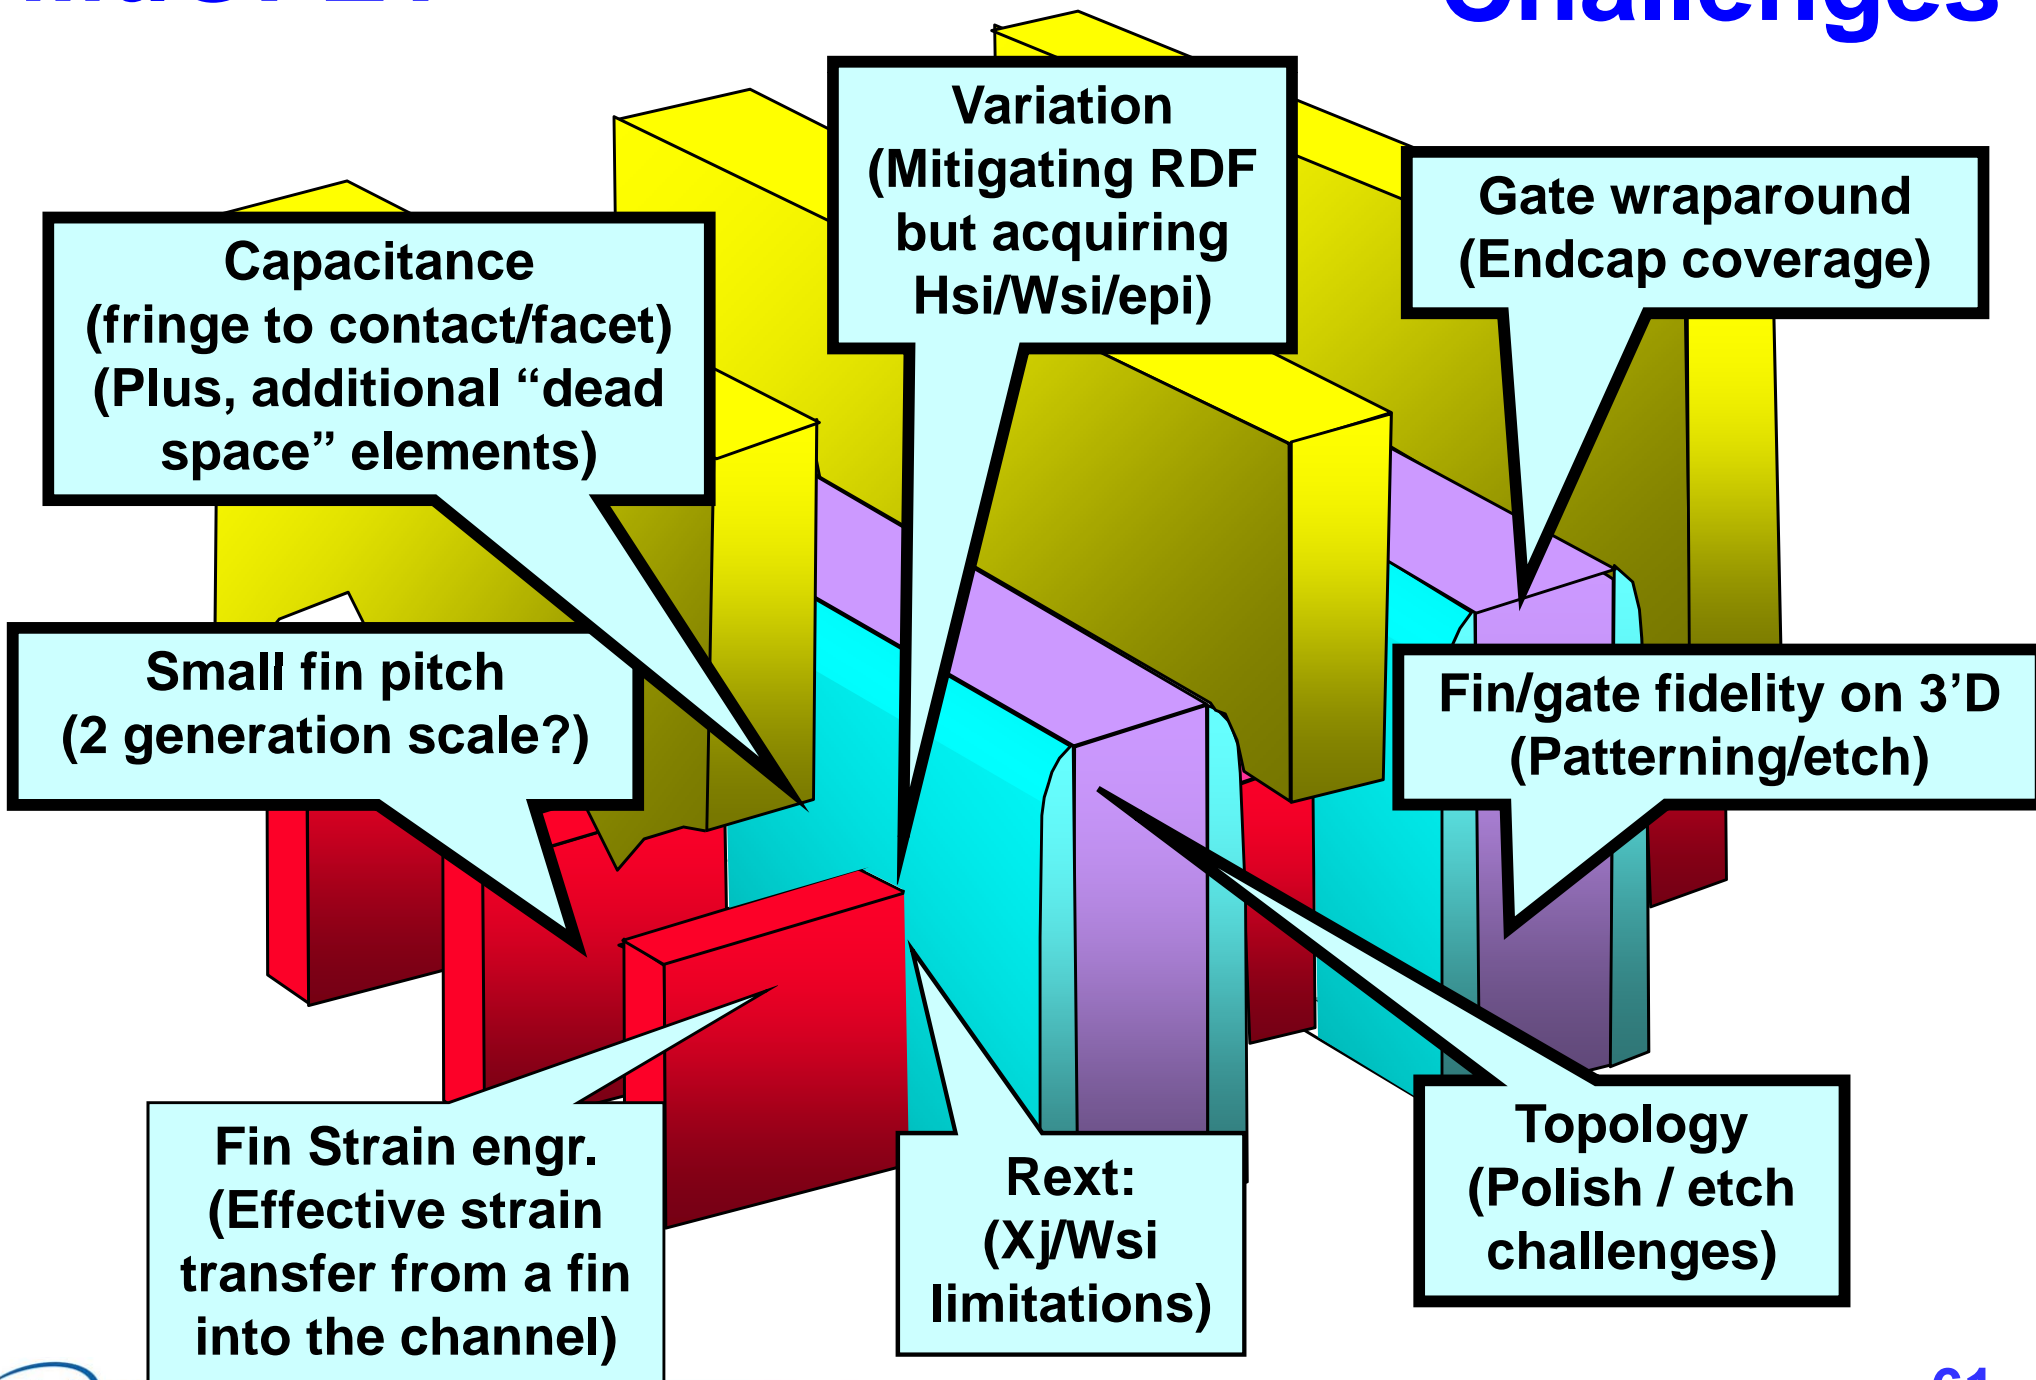 Challenges
Variation
(Mitigating RDF
but acquiring
Hsi/Wsi/epi)
Gate wraparound
(Endcap coverage)
Capacitance
(fringe to contact/facet)
(Plus, additional “dead
space” elements)
Small fin pitch
(2 generation scale?)
Fin/gate fidelity on 3’D
(Patterning/etch)
Fin Strain engr.
(Effective strain
transfer from a fin
into the channel)
Rext:
(Xj/Wsi
limitations)
Topology
(Polish / etch
challenges)
61